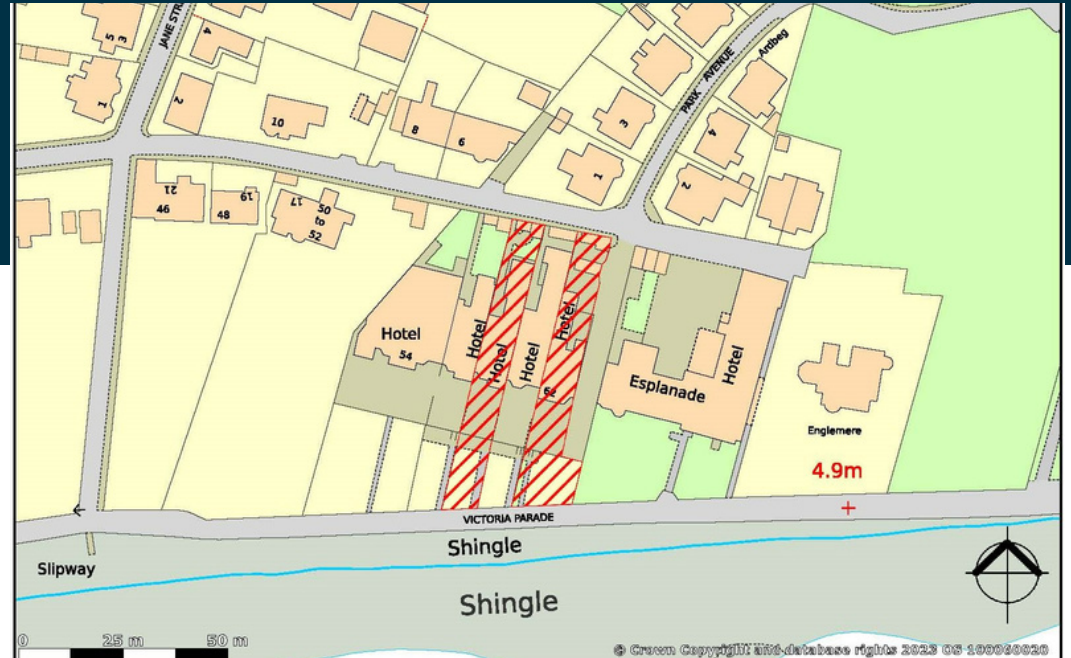 JANE STR
5
3
4
1
2
10
8
6
3
1
PARK AVENUE
Ardbeg
4
2
21
46
48
19
17
50
to
52
Hotel
54
Hotel
Hotel
Hotel
Hotel
62
Esplanade
Hotel
Englemere
4.9m
VICTORIA PARADE
Shingle
Slipway
Shingle
0 25 m 50 m
© Crown Copyright and database rights 2023 OS 100060020